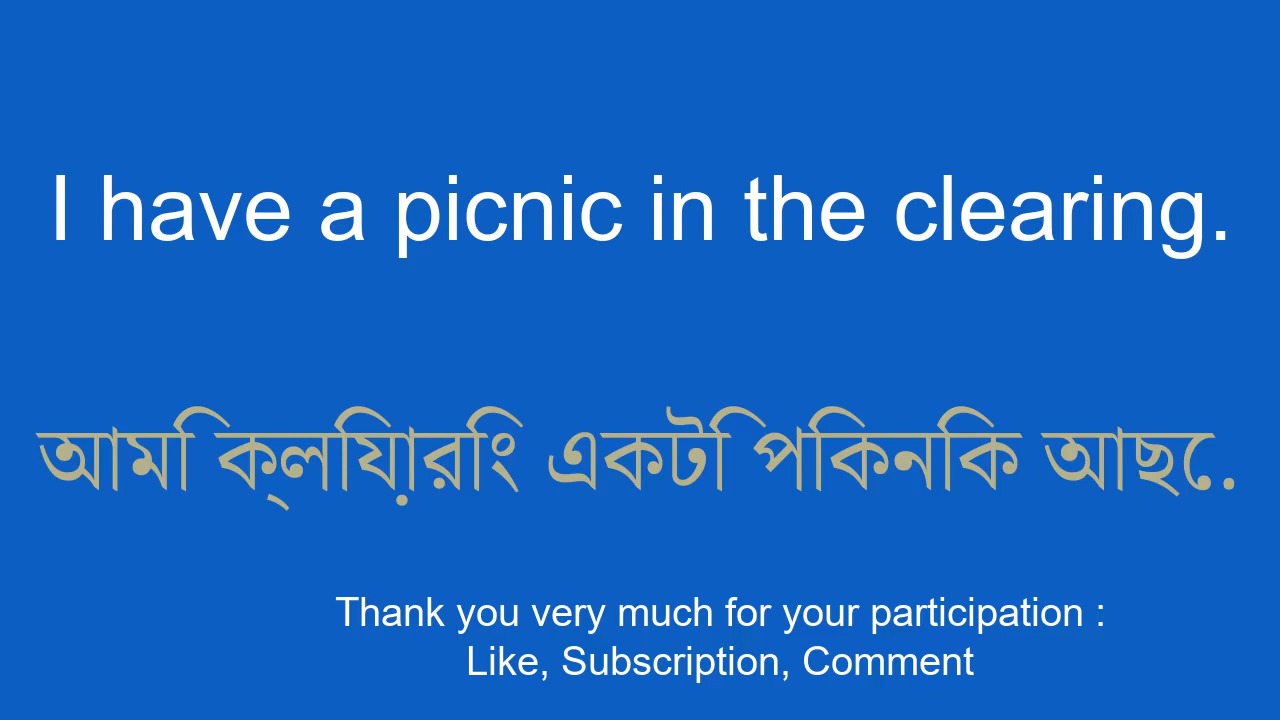 I have a picnic in the clearing.
আমি ক্লিয়ারিং একটি পিকনিক আছে.
Thank you very much for your participation :
Like, Subscription, Comment